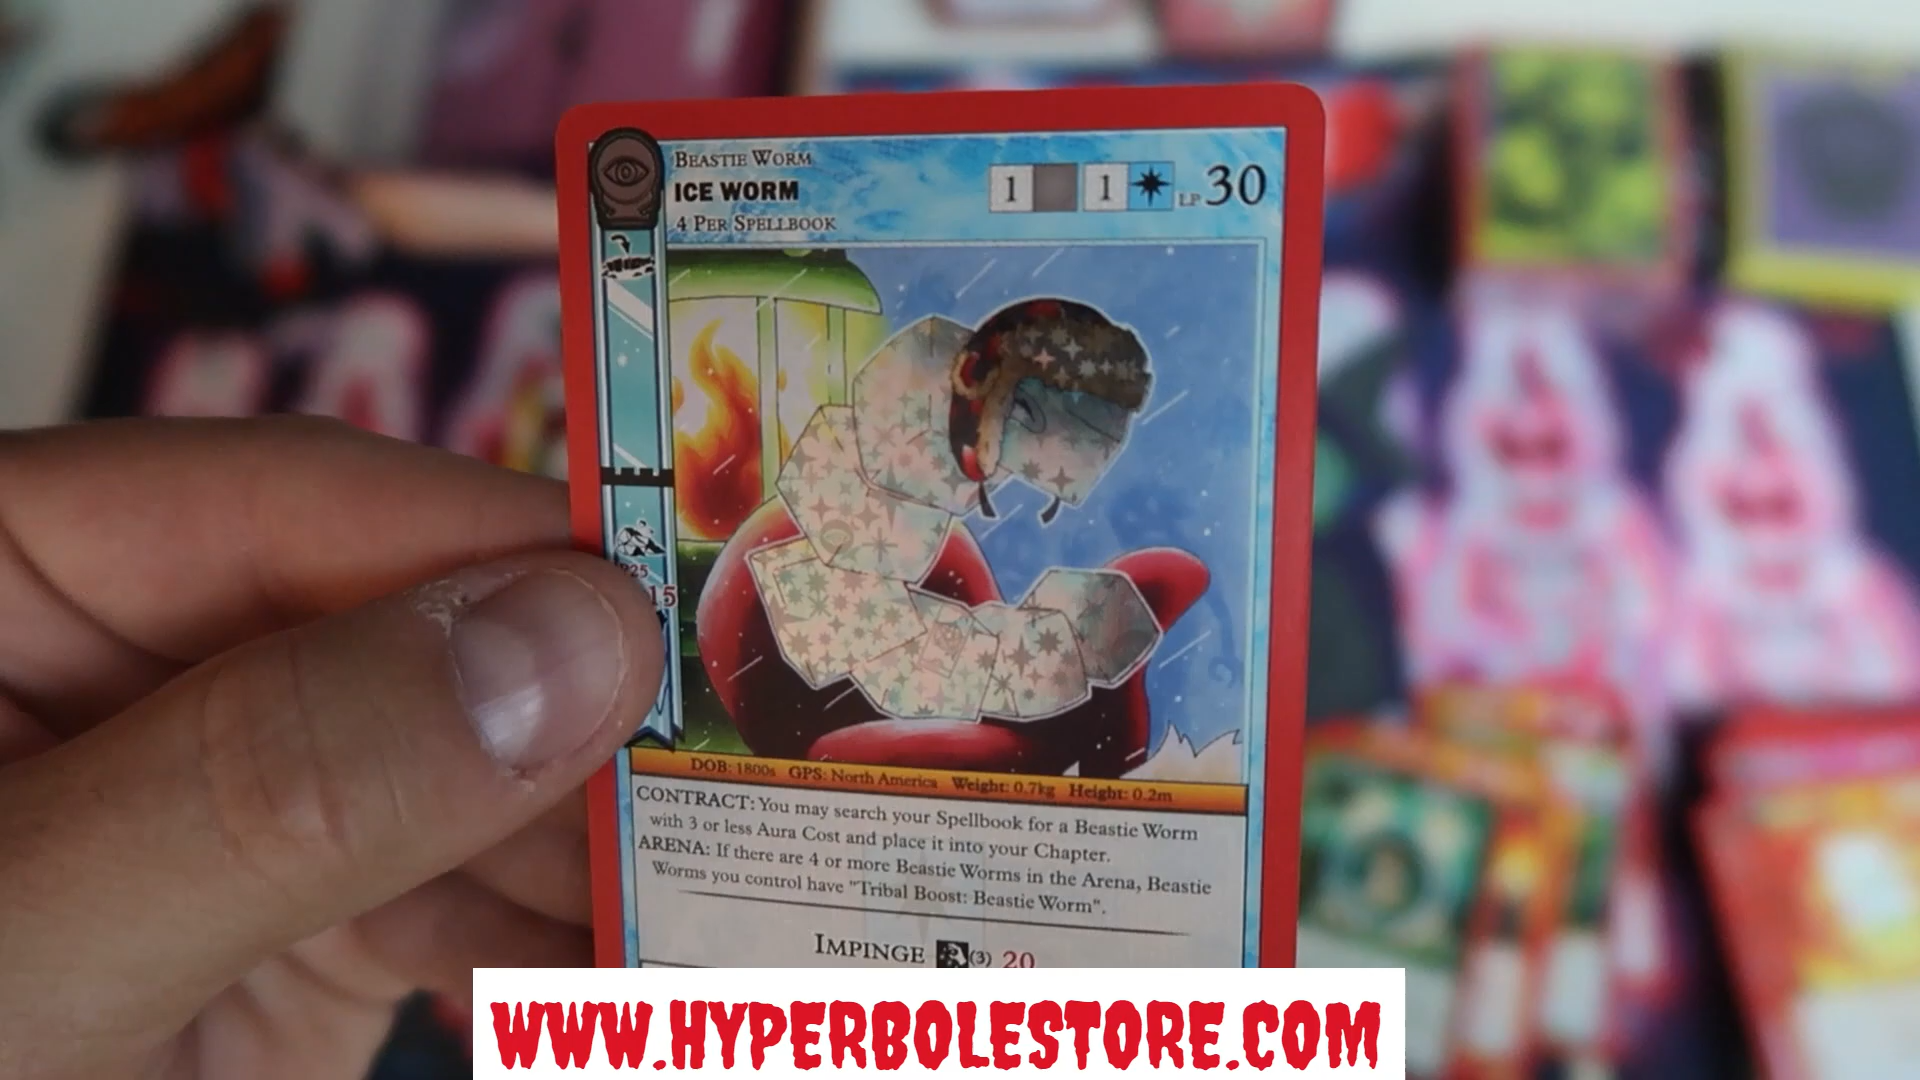 BEASTIE WORM
ICE WORM
4 PER SPELLBOOK
1 1 LP 30
15
DOB: 1800s GPS: North America Weight: 0.7kg Height: 0.2m
CONTRACT: You may search your Spellbook for a Beastie Worm
with 3 or less Aura Cost and place it into your Chapter.
ARENA: If there are 4 or more Beastie Worms in the Arena, Beastie
Worms you control have "Tribal Boost: Beastie Worm".
IMPINGE (3) 20
WWW.HYPERBOLESTORE.COM